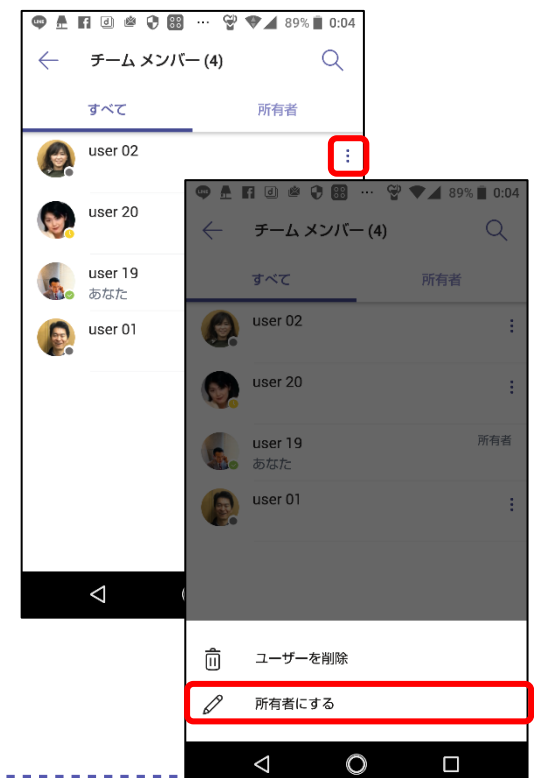 89% 0:04
チーム メンバー (4)
すべて 所有者
user 02
user 20
user 19
あなた
user 01
89% 0:04
チーム メンバー (4)
すべて 所有者
user 02
user 20
user 19 所有者
あなた
user 01
ユーザーを削除
所有者にする